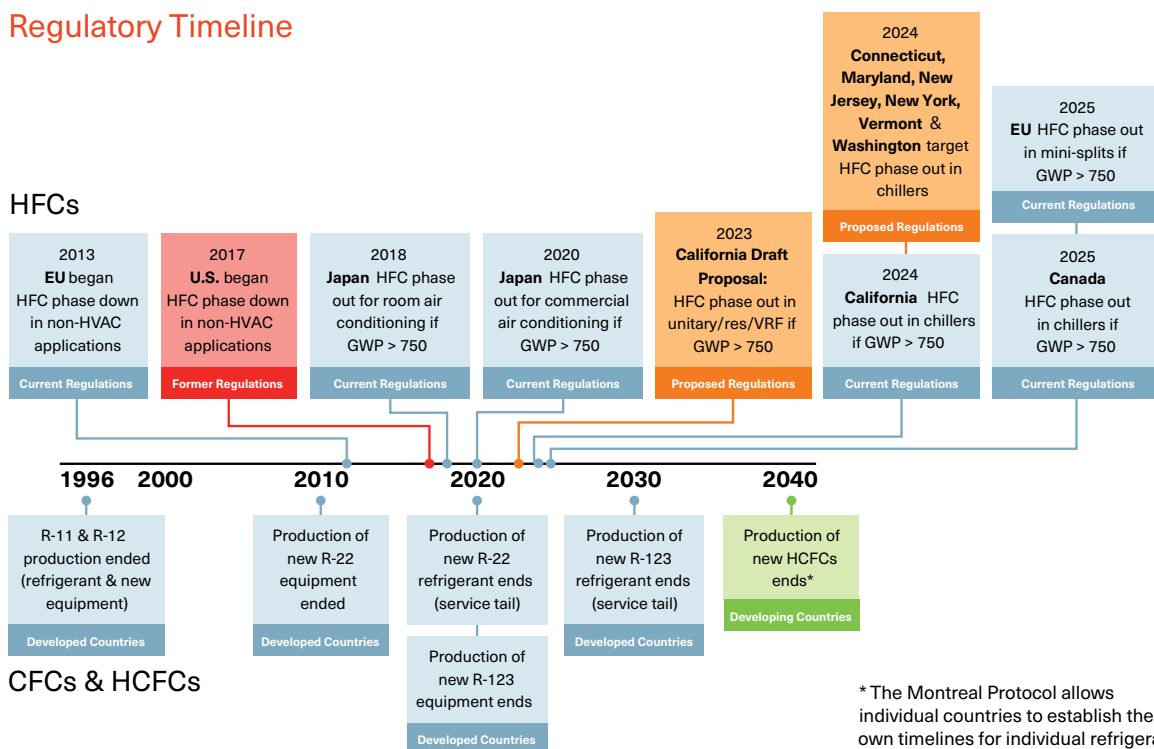 Regulatory Timeline
HFCs
2013
EU began
HFC phase down
in non-HVAC
applications
Current Regulations
2017
U.S. began
HFC phase down
in non-HVAC
applications
Former Regulations
2018
Japan HFC phase
out for room air
conditioning if
GWP > 750
Current Regulations
2020
Japan HFC phase
out for commercial
air conditioning if
GWP > 750
Current Regulations
2023
California Draft
Proposal:
HFC phase out in
unitary/res/VRF if
GWP > 750
Proposed Regulations
2024
Connecticut,
Maryland, New
Jersey, New York,
Vermont &
Washington target
HFC phase out in
chillers
Proposed Regulations
2024
California HFC
phase out in chillers
if GWP > 750
Current Regulations
2025
EU HFC phase out
in mini-splits if
GWP > 750
Current Regulations
2025
Canada
HFC phase out
in chillers if
GWP > 750
Current Regulations
1996 2000 2010 2020 2030 2040
R-11 & R-12
production ended
(refrigerant & new
equipment)
Developed Countries
Production of
new R-22
equipment
ended
Developed Countries
Production of
new R-22
refrigerant ends
(service tail)
Developed Countries
Production of
new R-123
equipment ends
Developed Countries
Production of
new R-123
refrigerant ends
(service tail)
Developed Countries
Production of
new HCFCs
ends*
Developing Countries
CFCs & HCFCs
* The Montreal Protocol allows
individual countries to establish
own timelines for individual